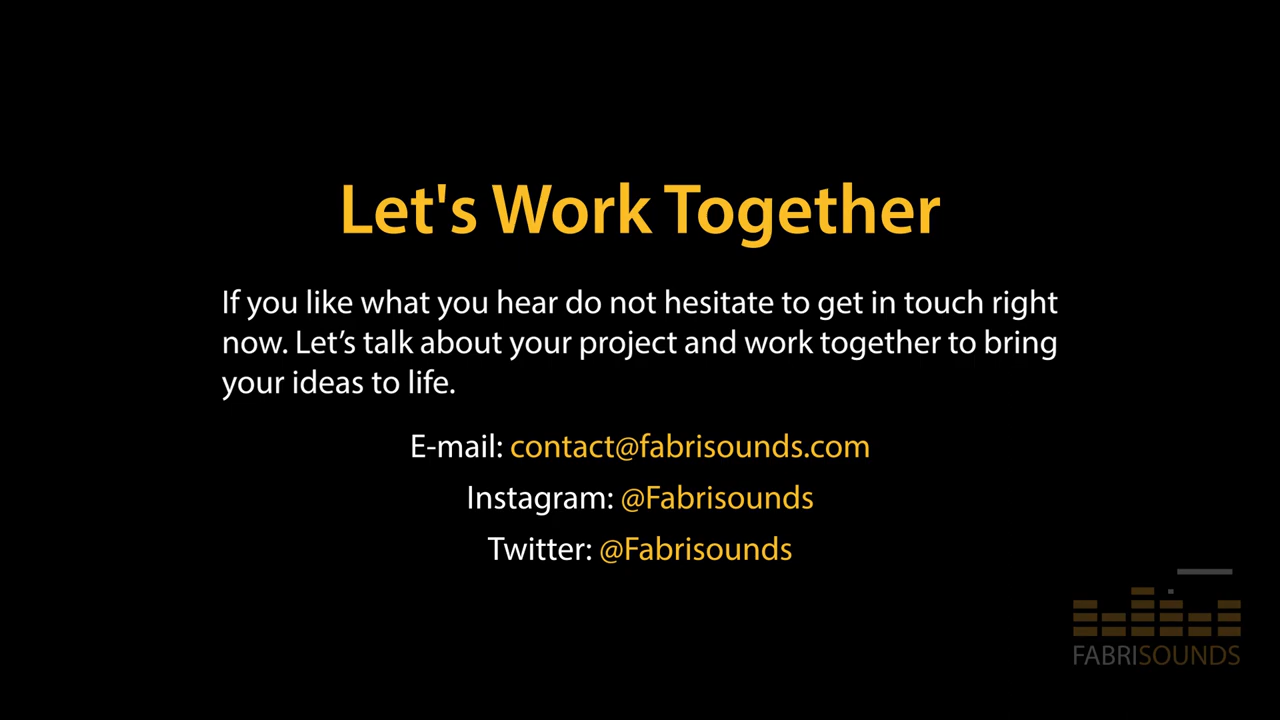 Let's Work Together
If you like what you hear do not hesitate to get in touch right
now. Let’s talk about your project and work together to bring
your ideas to life.
E-mail: contact@fabrisounds.com
Instagram: @Fabrisounds
Twitter: @Fabrisounds
FABRISOUNDS